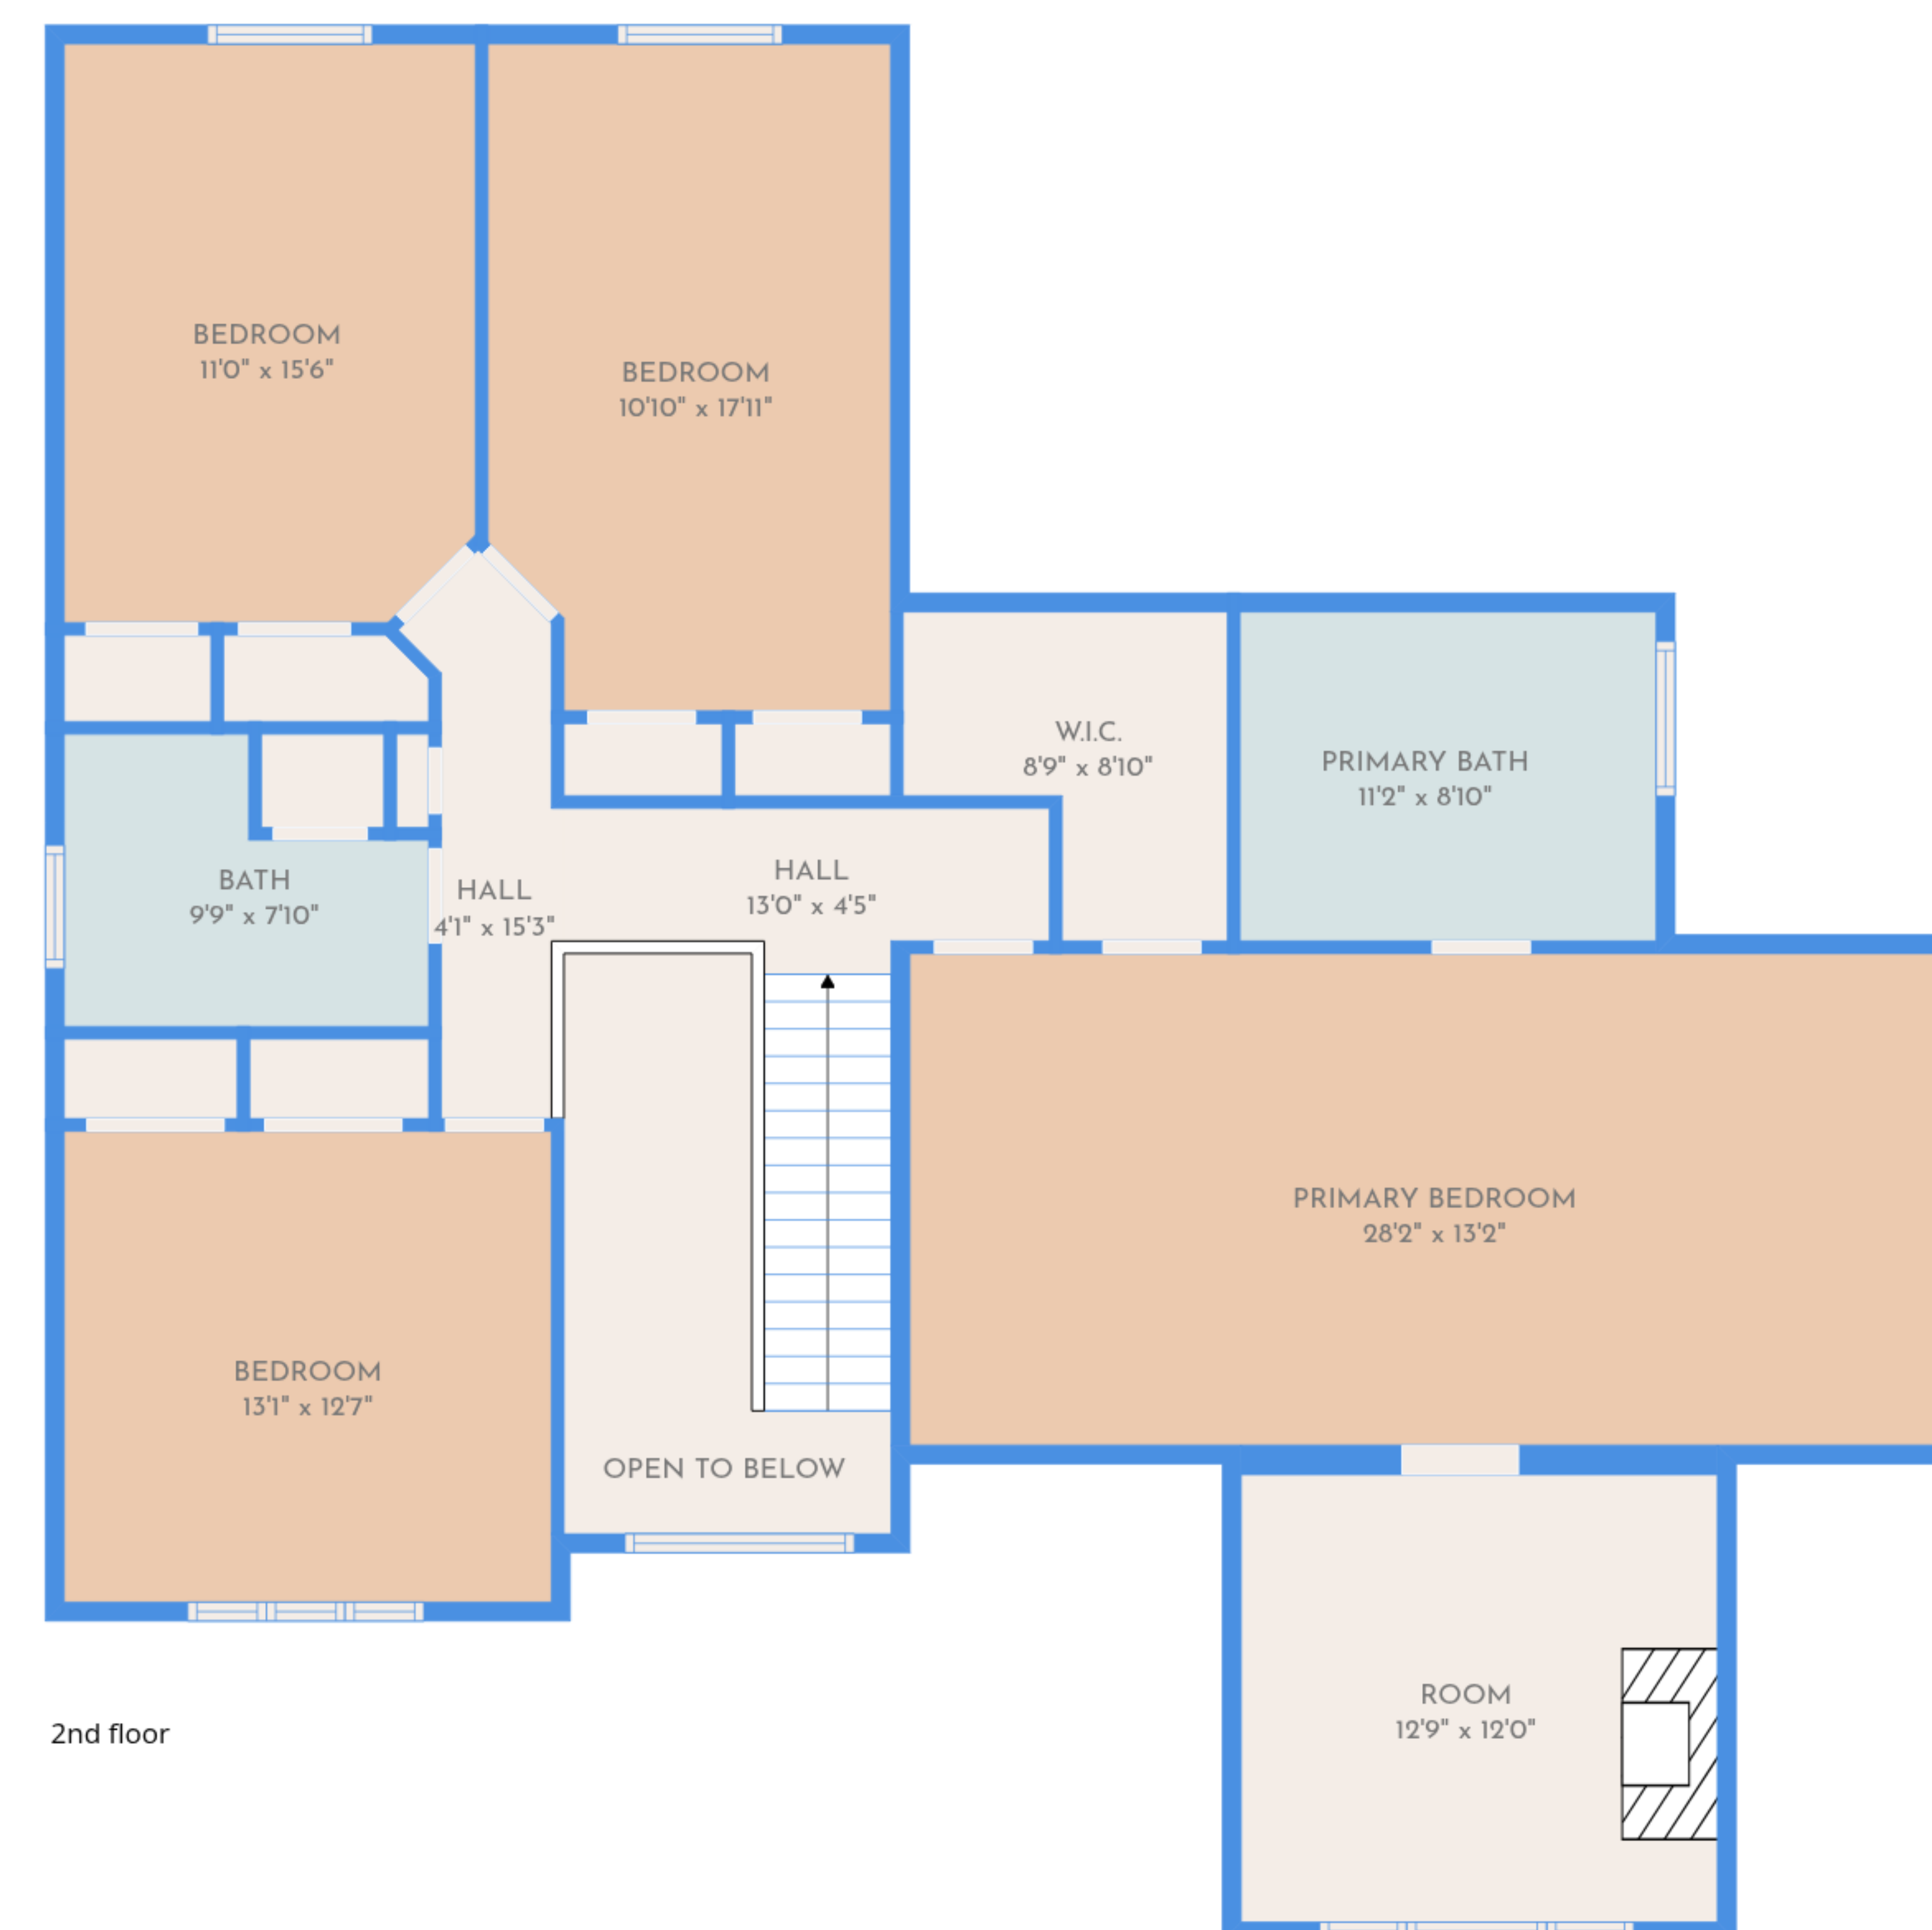 BEDROOM
11'0" x 15'6"
BEDROOM
10'10" x 17'11"
W.I.C.
8'9" x 8'10"
PRIMARY BATH
11'2" x 8'10"
BATH
9'9" x 7'10"
HALL
4'1" x 15'3"
HALL
13'0" x 4'5"
PRIMARY BEDROOM
28'2" x 13'2"
BEDROOM
13'1" x 12'7"
OPEN TO BELOW
ROOM
12'9" x 12'0"
2nd floor